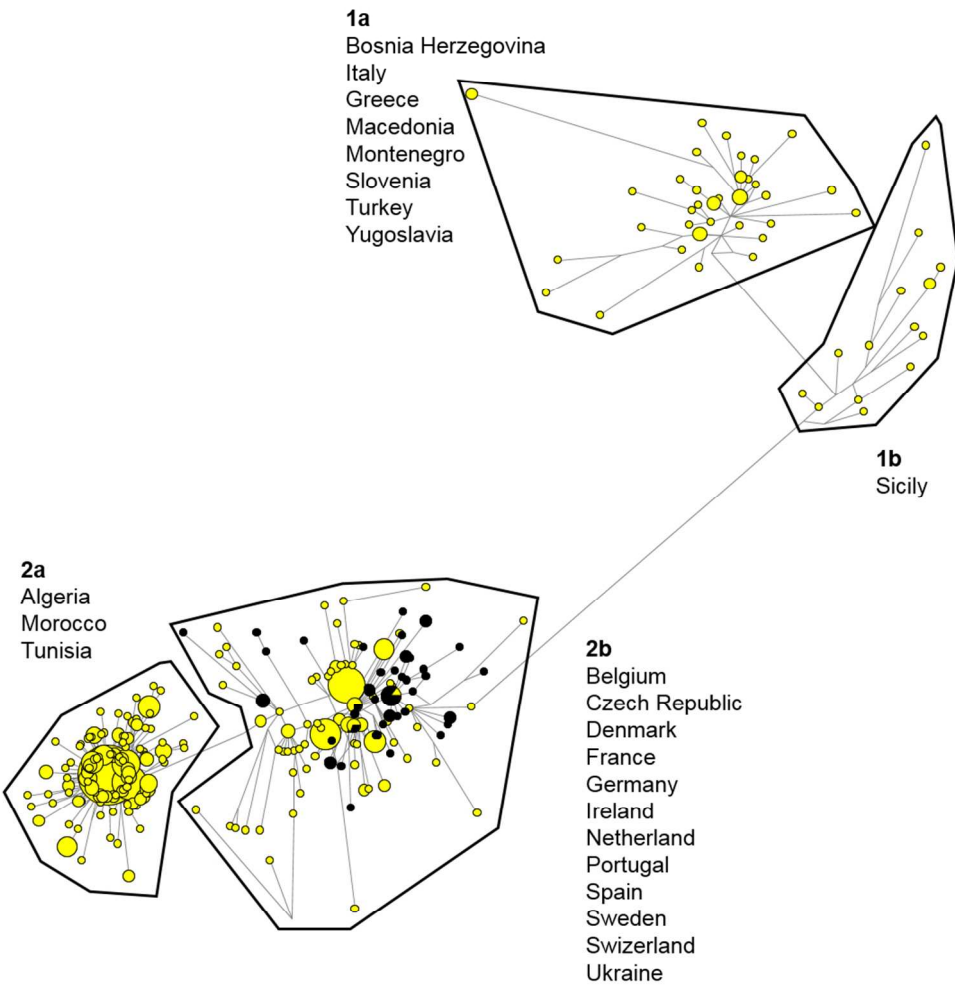 1a
Bosnia Herzegovina
Italy
Greece
Macedonia
Montenegro
Slovenia
Turkey
Yugoslavia
1b
Sicily
2a
Algeria
Morocco
Tunisia
2b
Belgium
Czech Republic
Denmark
France
Germany
Ireland
Netherland
Portugal
Spain
Sweden
Swizerland
Ukraine